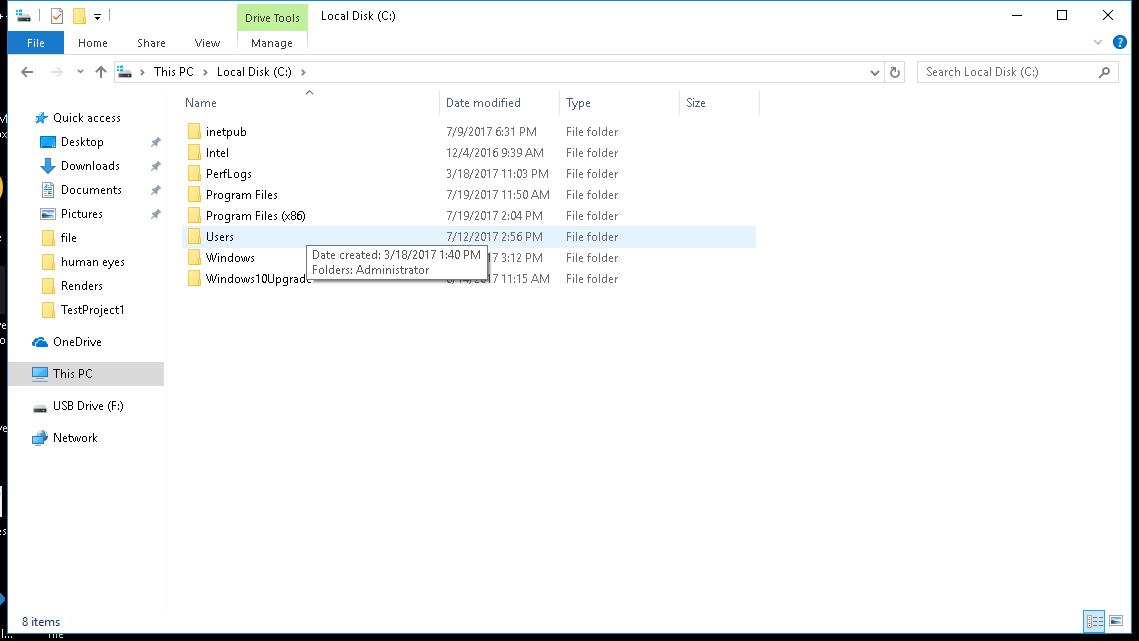 Drive Tools Local Disk (C:)
File Home Share View Manage
This PC Local Disk (C:) Search Local Disk (C:)
Name Date modified Type Size
Quick access
Desktop
Downloads
Documents
Pictures
file
human eyes
Renders
TestProject1
OneDrive
This PC
USB Drive (F:)
Network
inetpub 7/9/2017 6:31 PM File folder
Intel 12/4/2016 9:39 AM File folder
PerfLogs 3/18/2017 11:03 PM File folder
Program Files 7/19/2017 11:50 AM File folder
Program Files (x86) 7/19/2017 2:04 PM File folder
Users 7/12/2017 2:56 PM File folder
Windows 3:12 PM File folder
Windows10Upgrade 11:15 AM File folder
Date created: 3/18/2017 1:40 PM
Folders: Administrator
8 items